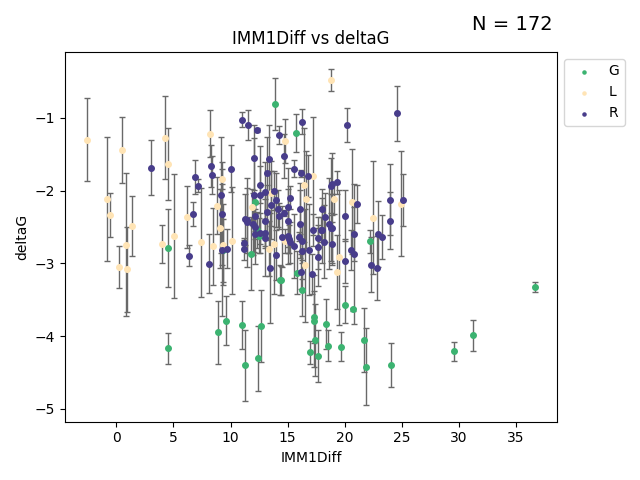 N = 172
IMM1Diff vs deltaG
G
L
R
deltaG
−1
−2
−3
−4
−5
0 5 10 15 20 25 30 35
IMM1Diff